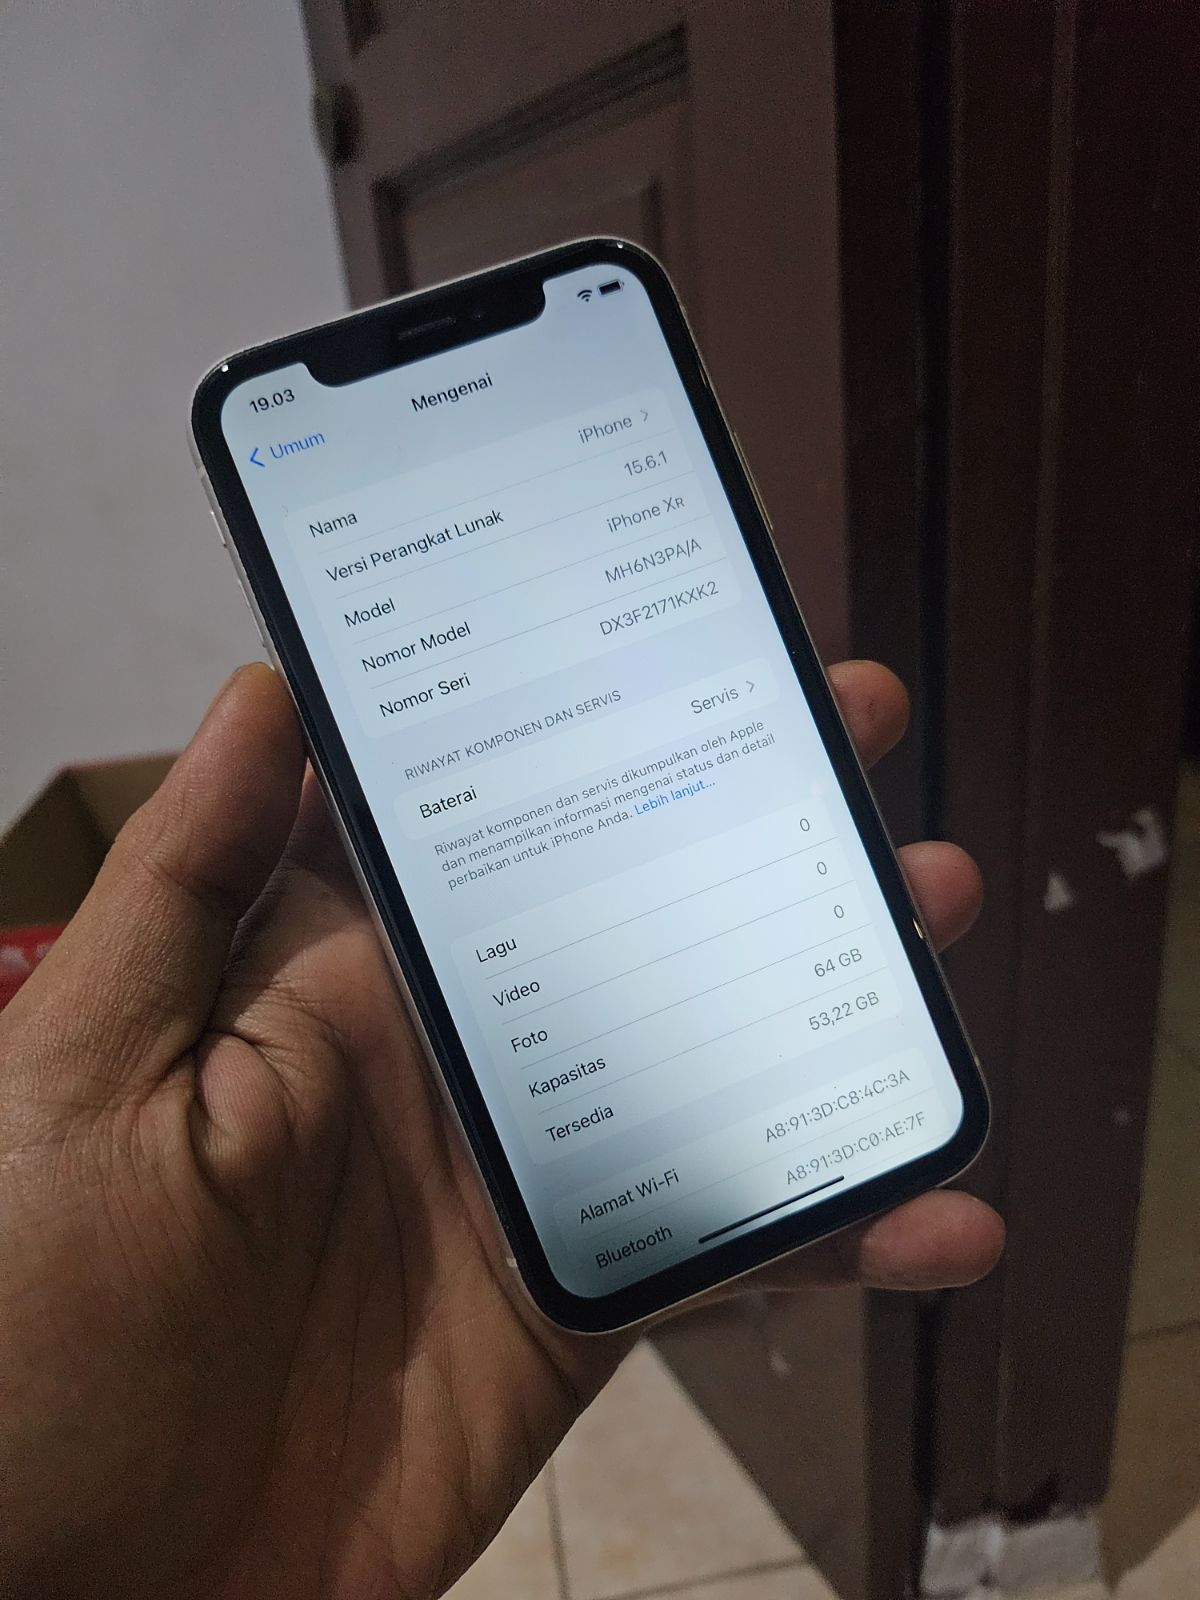 19.03
Umum
Mengenai
Nama iPhone
Versi Perangkat Lunak 15.6.1
Model iPhone XR
Nomor Model MH6N3PA/A
Nomor Seri DX3F2171KXK2
RIWAYAT KOMPONEN DAN SERVIS
Baterai Servis
Riwayat komponen dan servis dikumpulkan oleh Apple
dan menampilkan informasi mengenai status dan detail
perbaikan untuk iPhone Anda. Lebih lanjut...
Lagu 0
Video 0
Foto 0
Kapasitas 64 GB
Tersedia 53,22 GB
Alamat Wi-Fi A8:91:3D:C8:4C:3A
Bluetooth A8:91:3D:C0:AE:7F